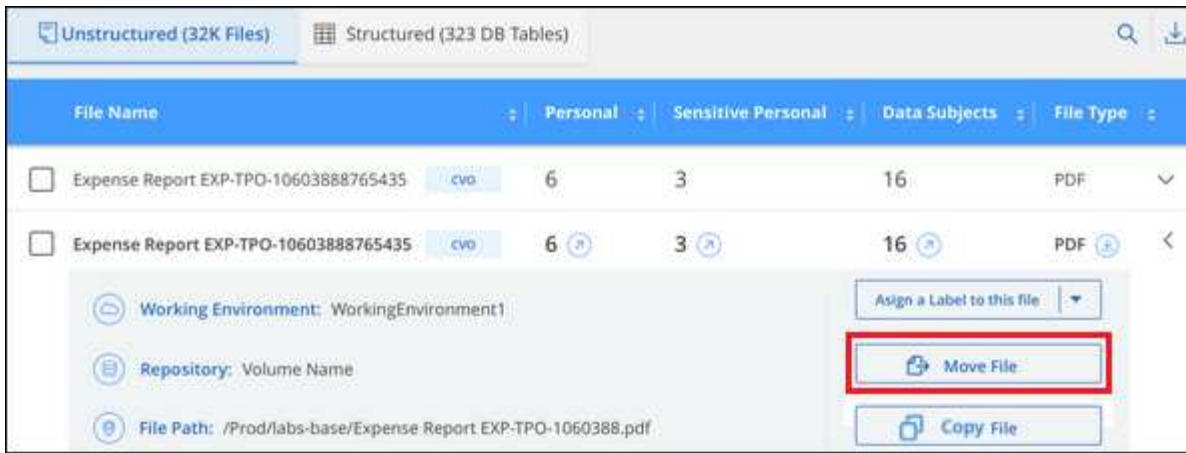 Unstructured (32K Files) Structured (323 DB Tables)
File Name Personal Sensitive Personal Data Subjects File Type
Expense Report EXP-TPO-10603888765435 CVO 6 3 16 PDF
Expense Report EXP-TPO-10603888765435 CVO 6 3 16 PDF
Working Environment: WorkingEnvironment1 Asign a Label to this file
Repository: Volume Name Move File
File Path: /Prod/labs-base/Expense Report EXP-TPO-1060388.pdf Copy File